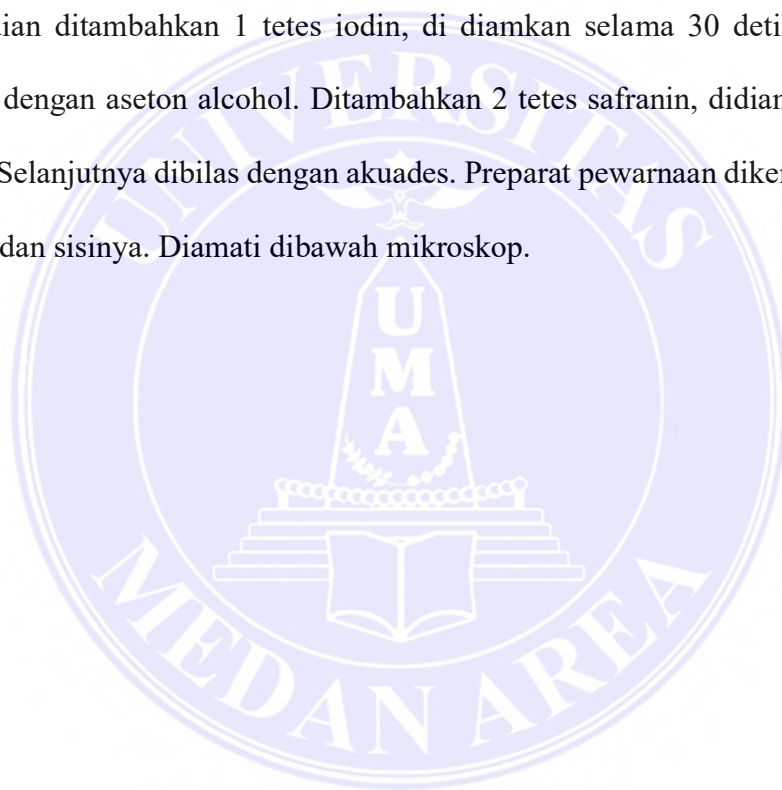 dian ditambahkan 1 tetes iodin, di diamkan selama 30 deti
dengan aseton alcohol. Ditambahkan 2 tetes safranin, didian
Selanjutnya dibilas dengan akuades. Preparat pewarnaan diker
dan sisinya. Diamati dibawah mikroskop.
UNIVERSITAS
UMA
MEDAN AREA